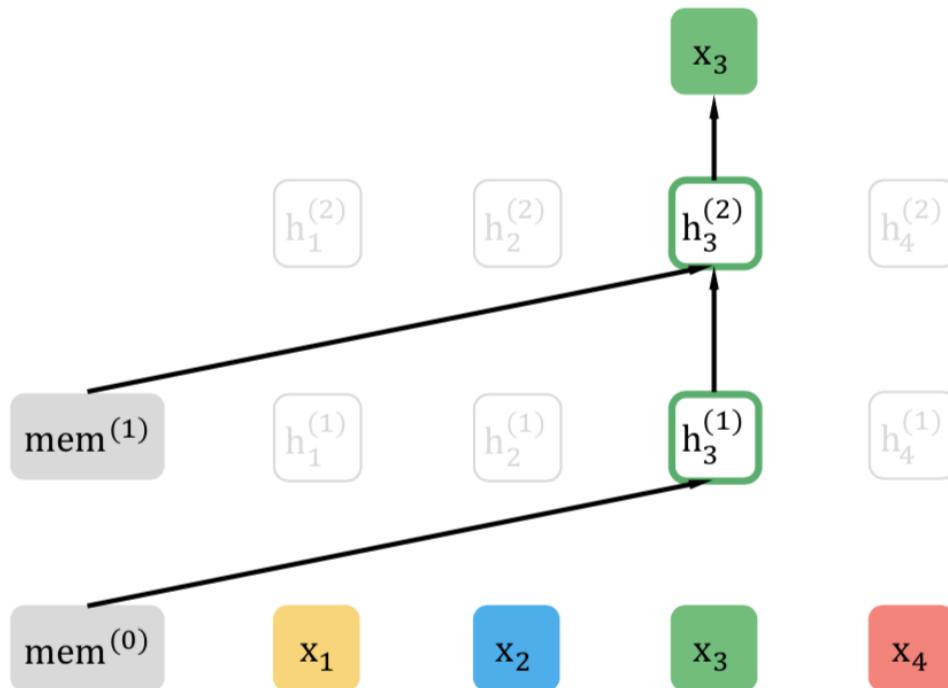 x₃
h₁⁽²⁾ h₂⁽²⁾ h₃⁽²⁾ h₄⁽²⁾
mem⁽¹⁾ h₁⁽¹⁾ h₂⁽¹⁾ h₃⁽¹⁾ h₄⁽¹⁾
mem⁽⁰⁾ x₁ x₂ x₃ x₄